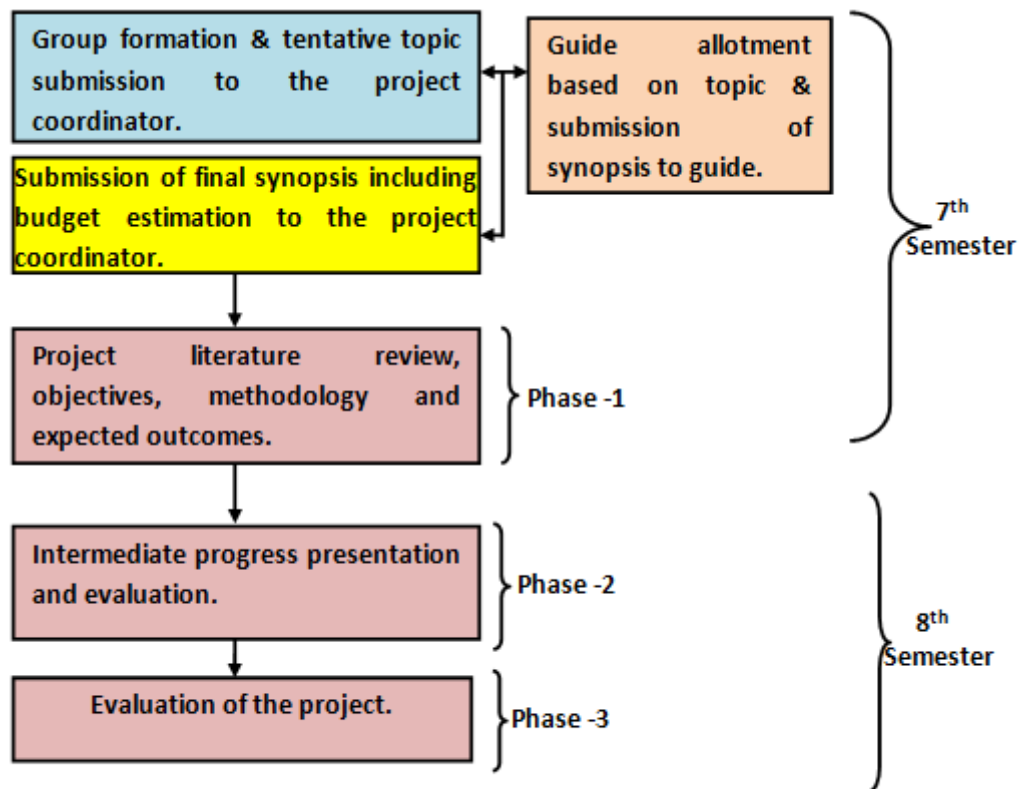 Group formation & tentative topic
submission to the project
coordinator.
Guide allotment
based on topic &
submission of
synopsis to guide.
Submission of final synopsis including
budget estimation to the project
coordinator.
7th
Semester
Project literature review,
objectives, methodology and
expected outcomes.
Phase -1
Intermediate progress presentation
and evaluation.
Phase -2
8th
Semester
Evaluation of the project.
Phase -3